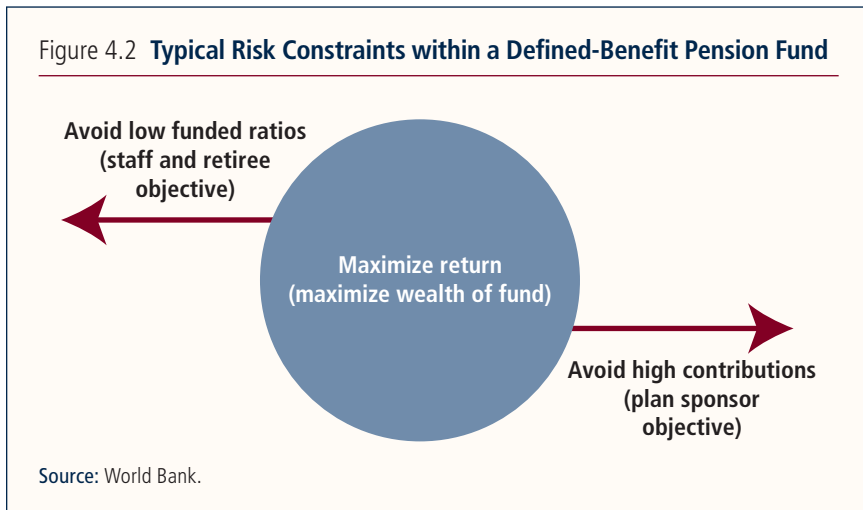 Figure 4.2 Typical Risk Constraints within a Defined-Benefit Pension Fund
Avoid low funded ratios
(staff and retiree
objective)
Maximize return
(maximize wealth of fund)
Avoid high contributions
(plan sponsor
objective)
Source: World Bank.